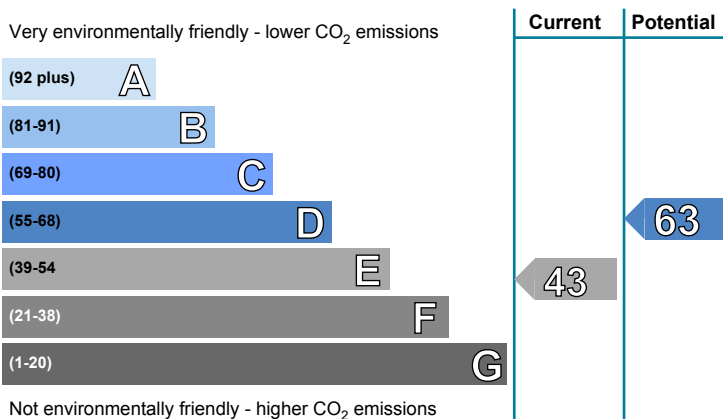 Current Potential
Very environmentally friendly - lower CO2 emissions
(92 plus) A
(81-91) B
(69-80) C
(55-68) D
63
(39-54 E
43
(21-38) F
(1-20) G
Not environmentally friendly - higher CO2 emissions